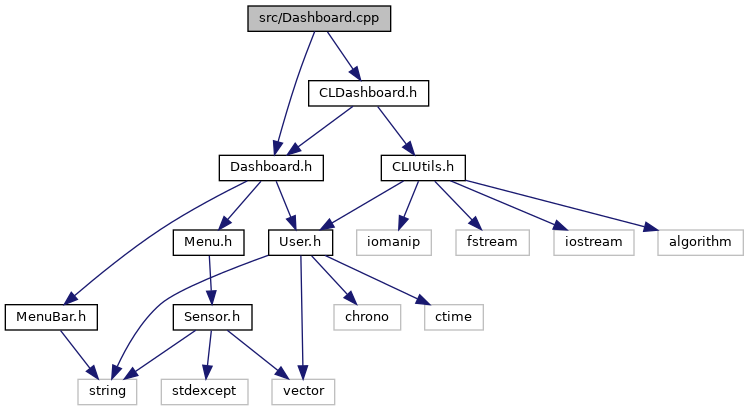 src/Dashboard.cpp
CLDashboard.h
Dashboard.h
CLIUtils.h
Menu.h
User.h
iomanip
fstream
iostream
algorithm
MenuBar.h
Sensor.h
chrono
ctime
string
stdexcept
vector